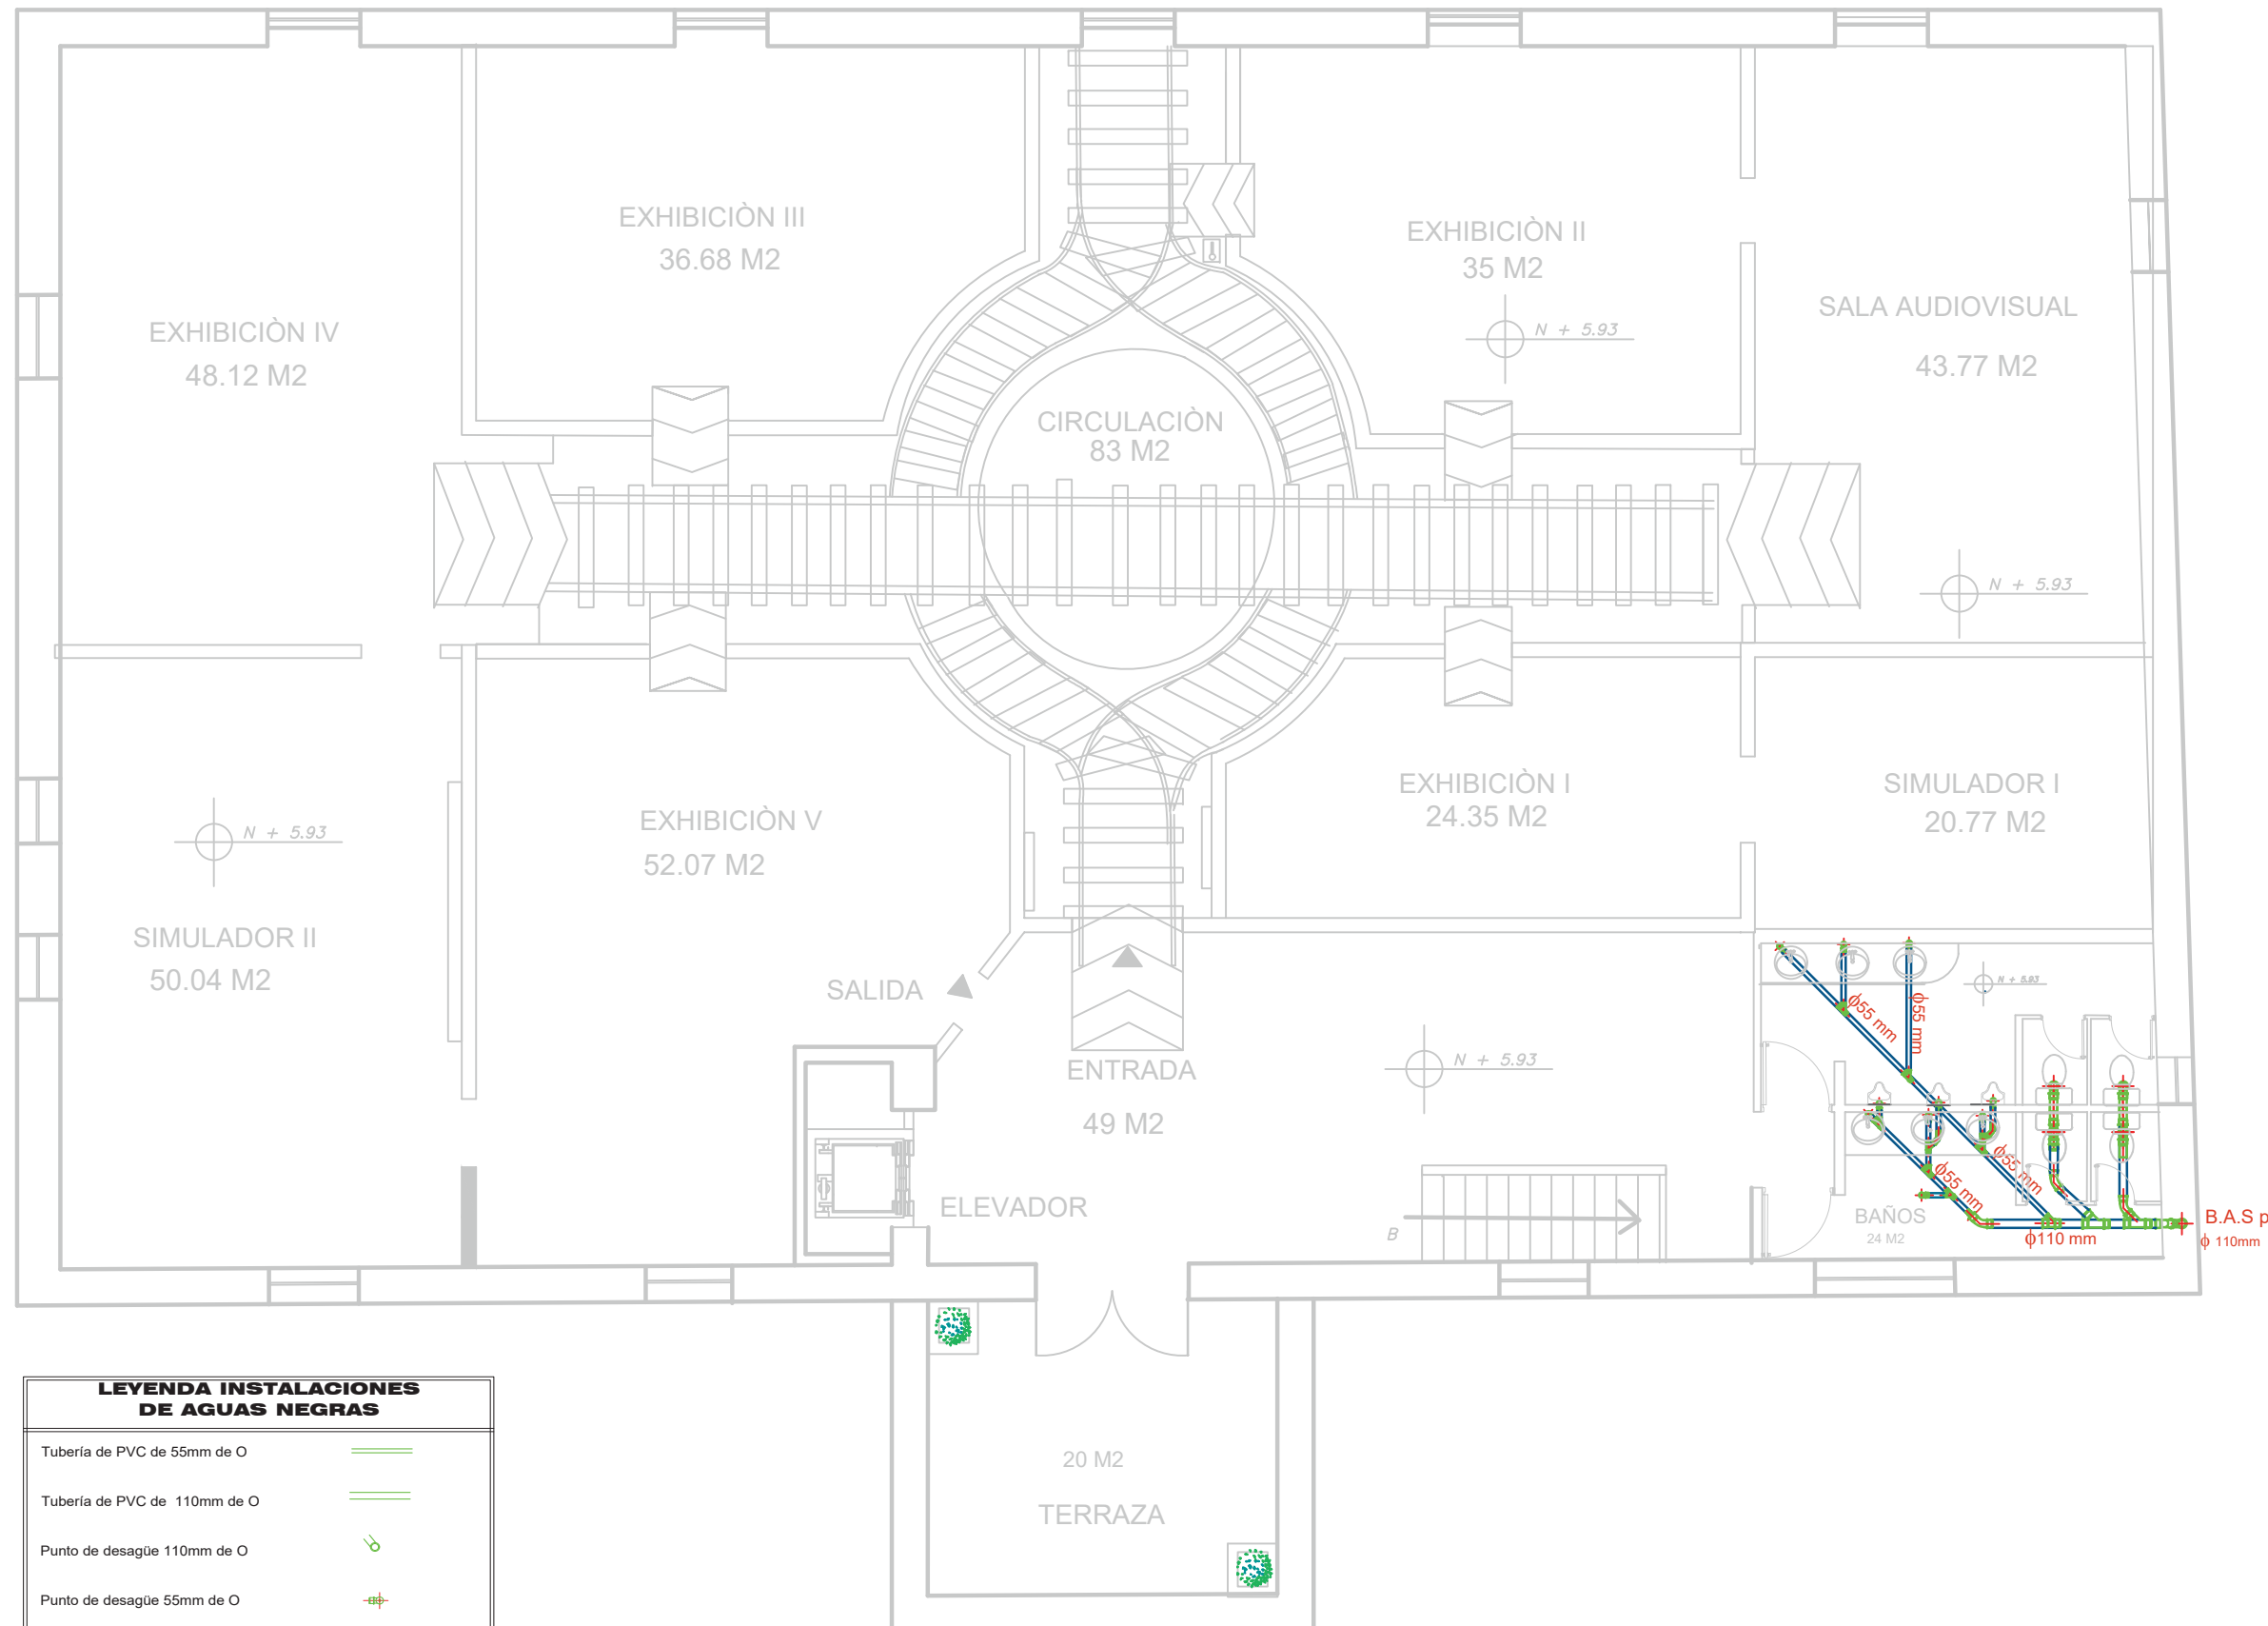 EXHIBICIÒN III
36.68 M2
EXHIBICIÒN II
35 M2
N + 5.93
EXHIBICIÒN IV
48.12 M2
SALA AUDIOVISUAL
43.77 M2
CIRCULACIÒN
83 M2
N + 5.93
EXHIBICIÒN I
24.35 M2
SIMULADOR I
20.77 M2
EXHIBICIÒN V
52.07 M2
N + 5.93
SIMULADOR II
50.04 M2
SALIDA
ENTRADA
49 M2
N + 5.93
N + 5.93
ϕ55 mm
ϕ55 mm
ϕ55 mm
ϕ55 mm
ELEVADOR
B
BAÑOS
24 M2
ϕ110 mm
B.A.S p
ϕ 110mm
20 M2
TERRAZA
LEYENDA INSTALACIONES
DE AGUAS NEGRAS
Tubería de PVC de 55mm de O
Tubería de PVC de 110mm de O
Punto de desagüe 110mm de O
Punto de desagüe 55mm de O